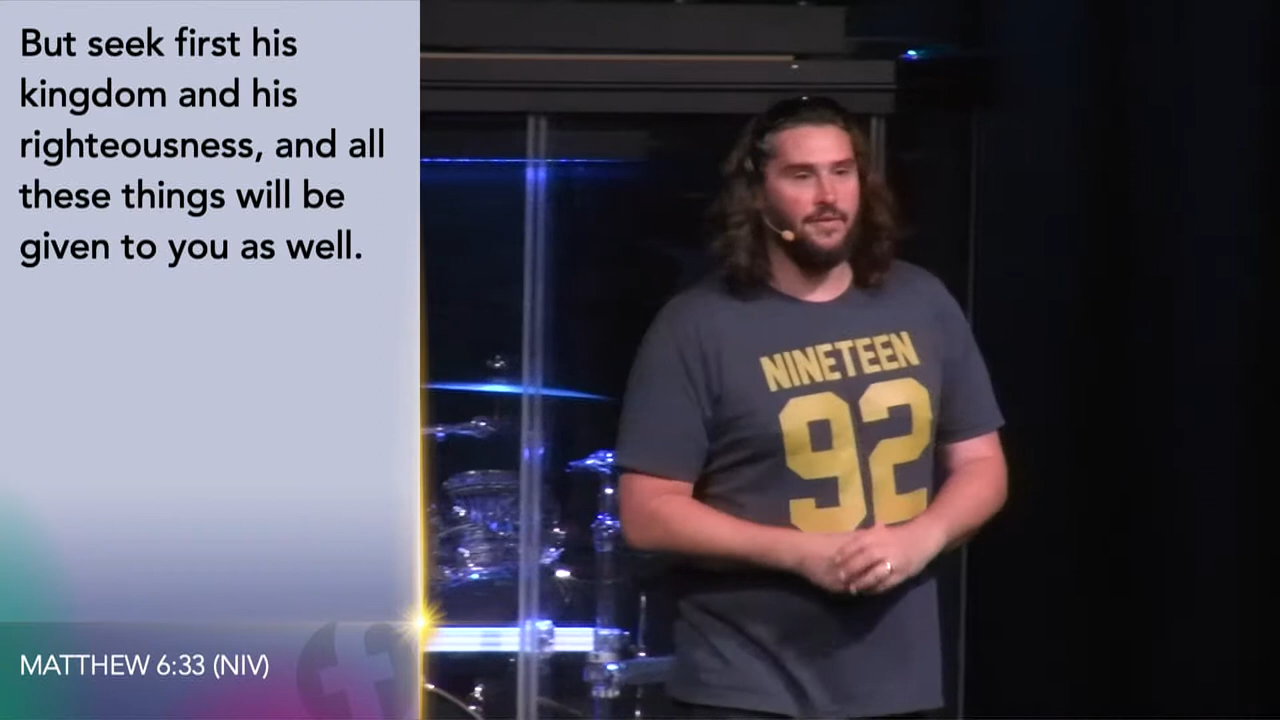 But seek first his
kingdom and his
righteousness, and all
these things will be
given to you as well.
MATTHEW 6:33 (NIV)
NINETEEN
92